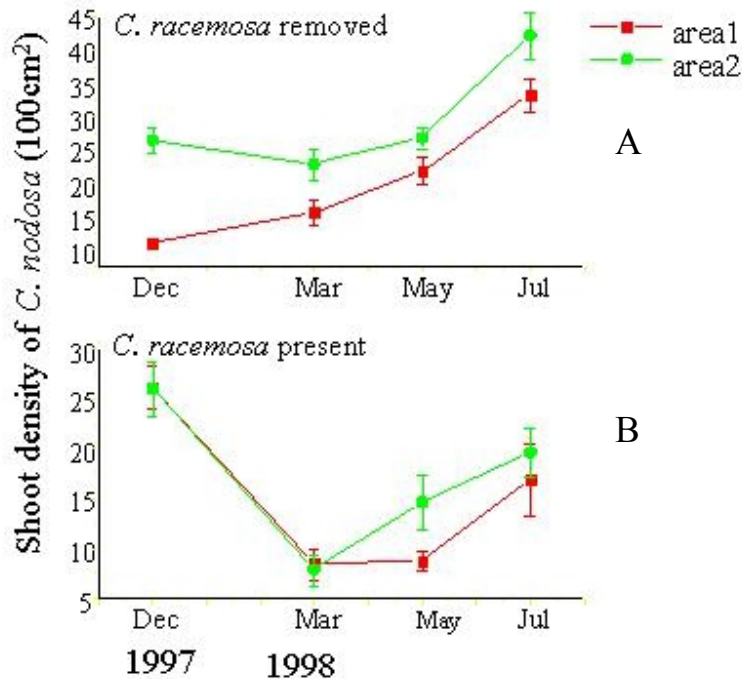 Shoot density of C. nodosa (100cm²)
C. racemosa removed
area1
area2
A
45
40
35
30
25
20
15
10
Dec Mar May Jul
C. racemosa present
B
30
25
20
15
10
5
Dec Mar May Jul
1997 1998